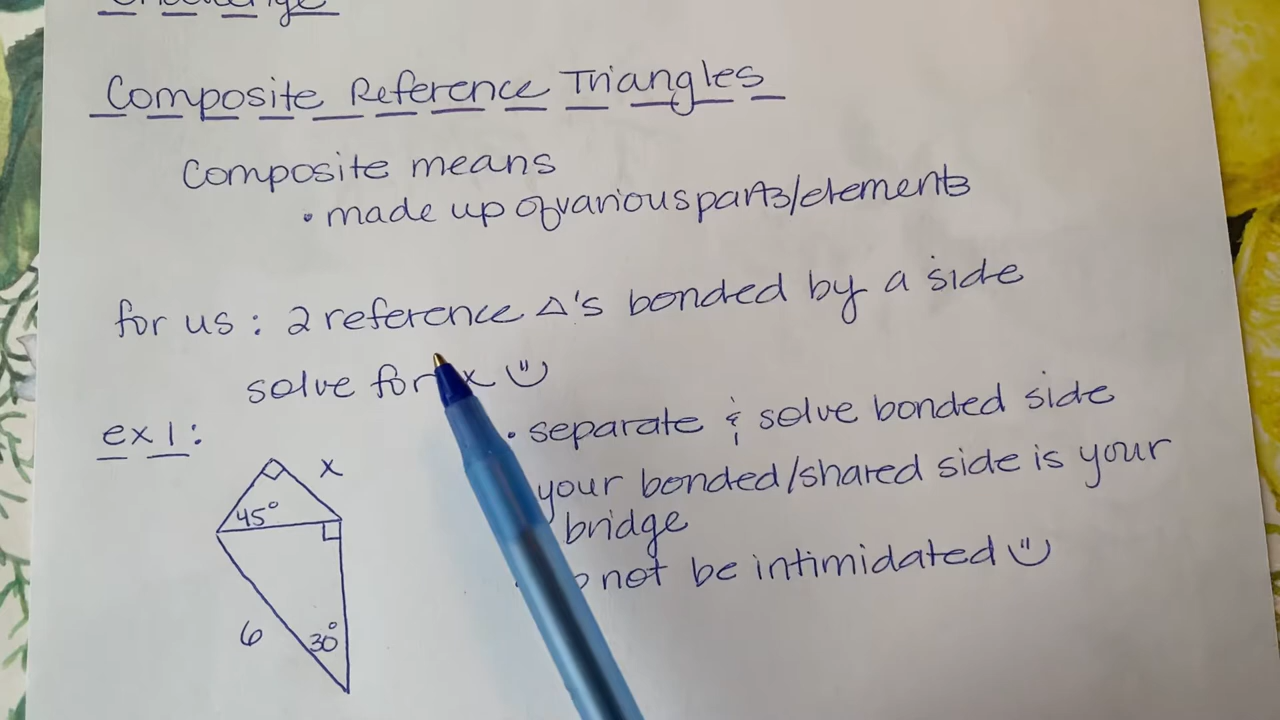 Challenge
Composite Reference Triangles
Composite means
• made up of various parts/elements
for us: 2 reference Δ's bonded by a side
solve for x
ex 1:
• separate & solve bonded side
your bonded/shared side is your
bridge
not be intimidated
x
45°
6
30°